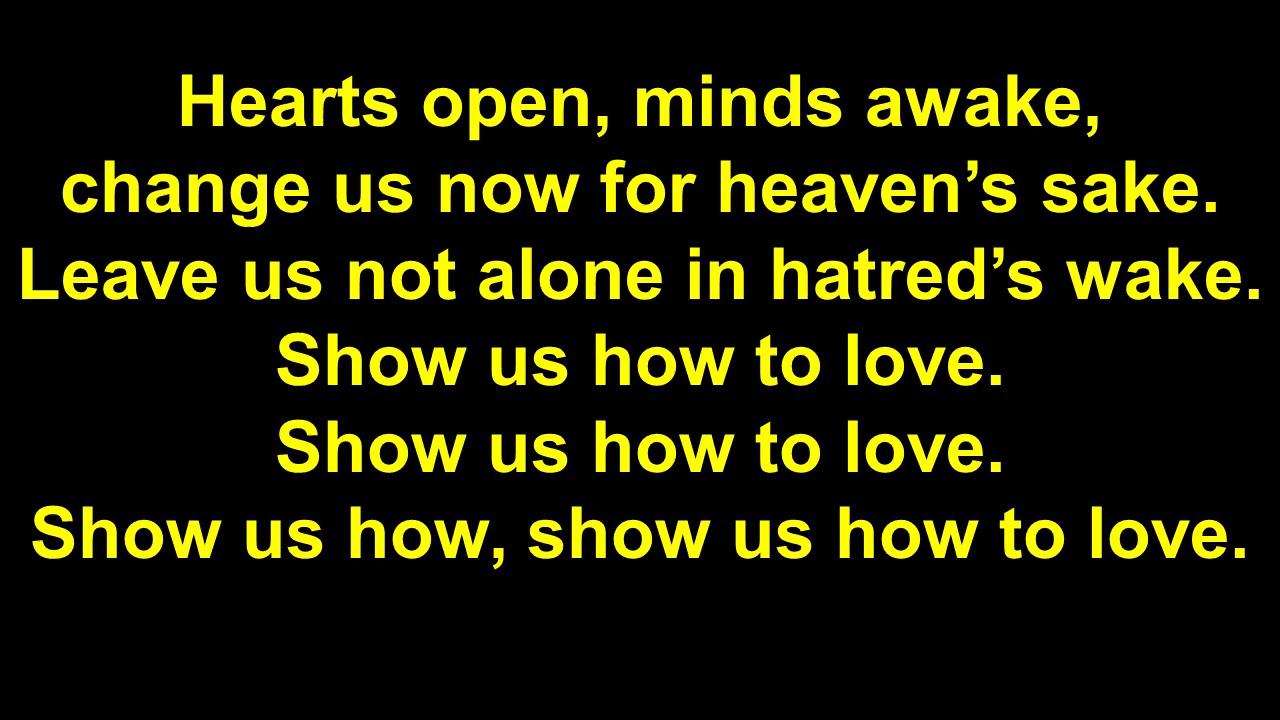 Hearts open, minds awake,
change us now for heaven’s sake.
Leave us not alone in hatred’s wake.
Show us how to love.
Show us how to love.
Show us how, show us how to love.